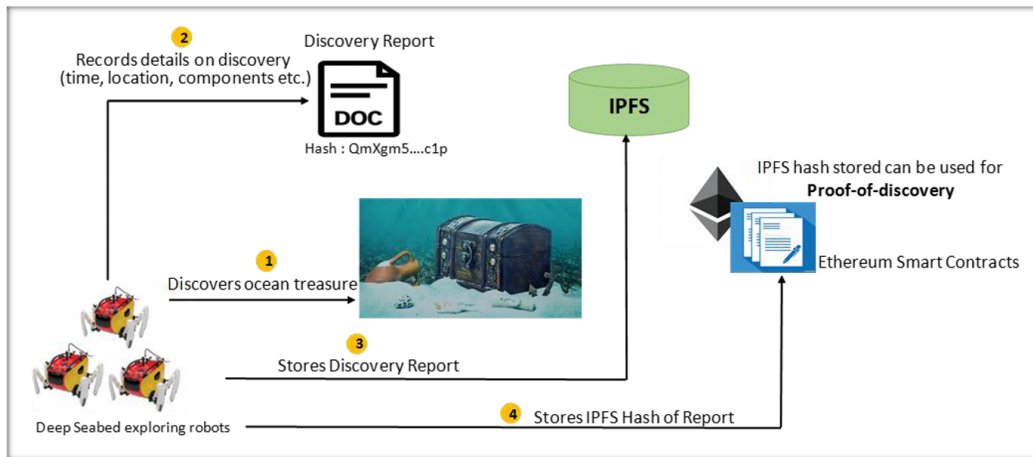 2
Records details on discovery
(time, location, components etc.)
Discovery Report
DOC
Hash : QmXgm5....c1p
IPFS
IPFS hash stored can be used for
Proof-of-discovery
Ethereum Smart Contracts
1
Discovers ocean treasure
3
Stores Discovery Report
4
Stores IPFS Hash of Report
Deep Seabed exploring robots